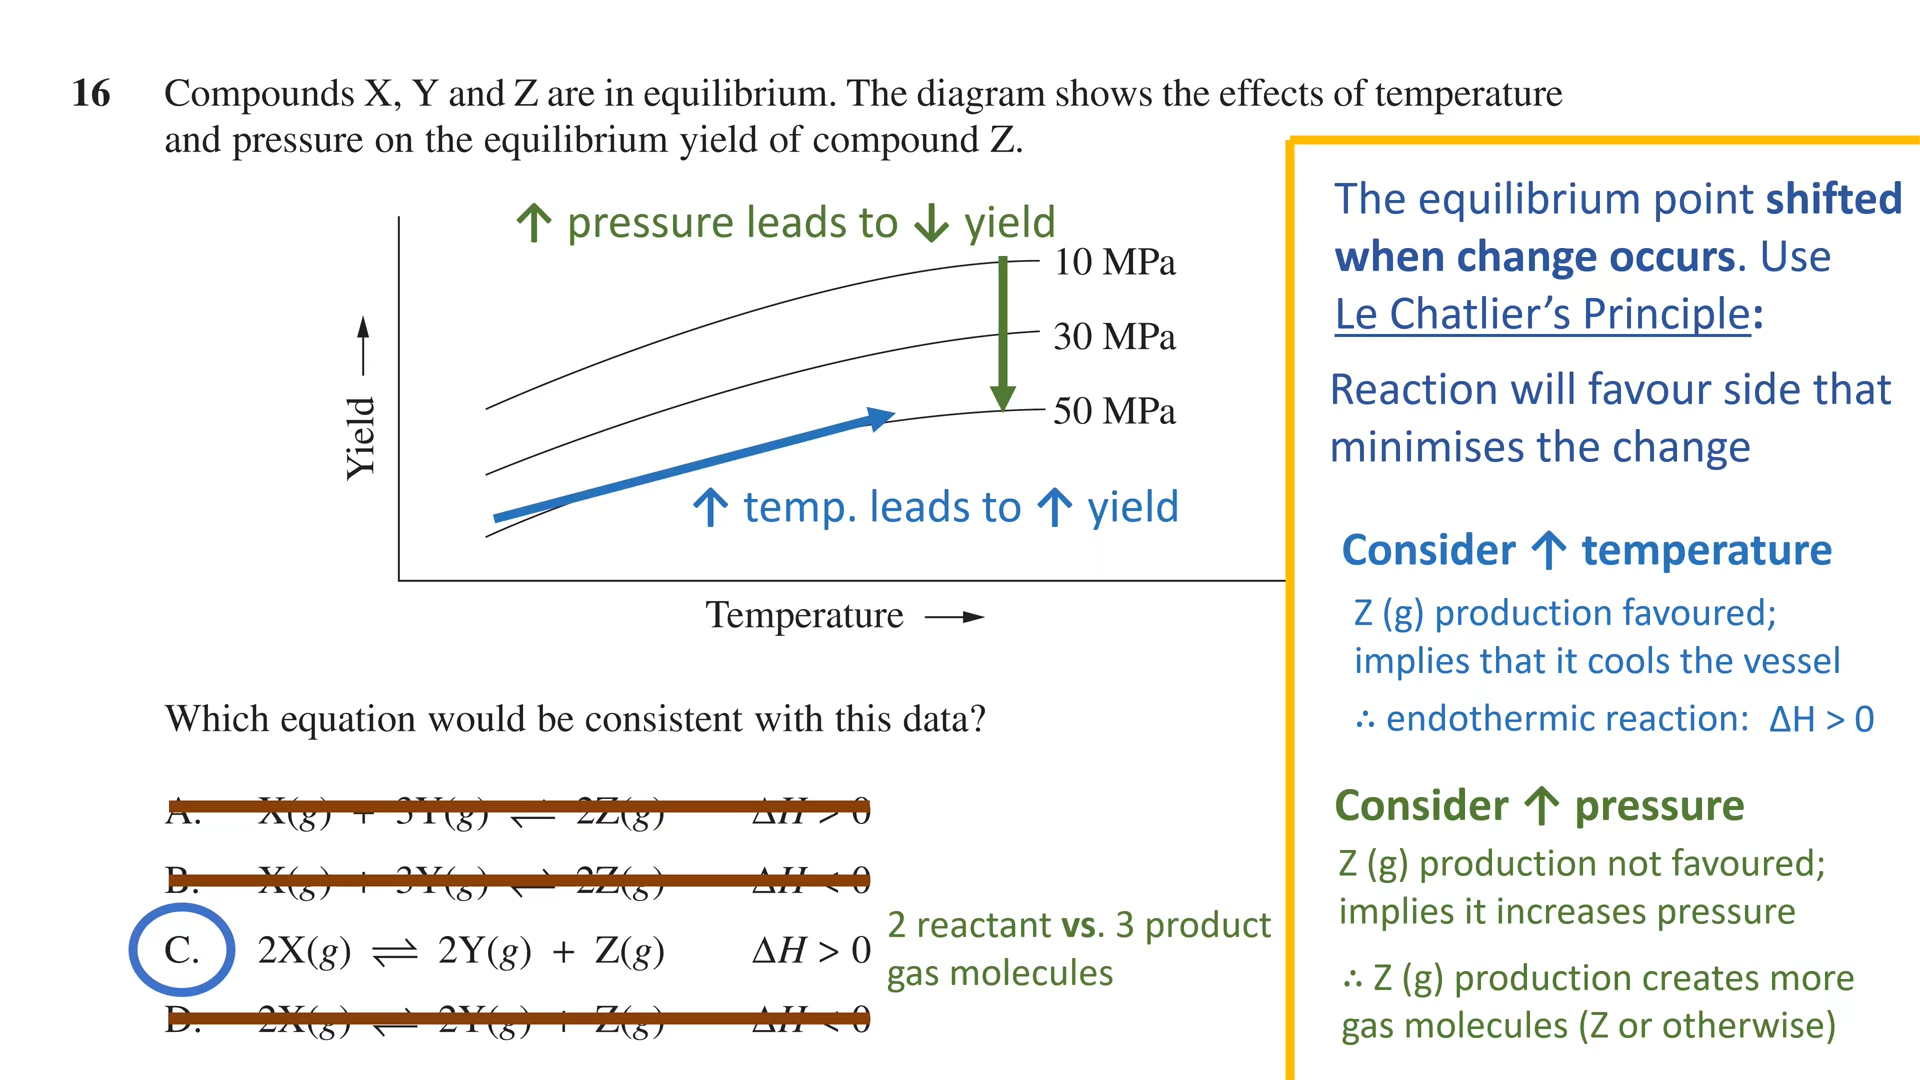 16 Compounds X, Y and Z are in equilibrium. The diagram shows the effects of temperature
and pressure on the equilibrium yield of compound Z.
↑ pressure leads to ↓ yield
10 MPa
30 MPa
50 MPa
Yield →
↑ temp. leads to ↑ yield
Temperature →
Which equation would be consistent with this data?
A. X(g) + 3Y(g) ⇌ 2Z(g) ΔH > 0
B. X(g) + 3Y(g) ⇌ 2Z(g) ΔH < 0
C. 2X(g) ⇌ 2Y(g) + Z(g) ΔH > 0
D. 2X(g) ⇌ 2Y(g) + Z(g) ΔH < 0
2 reactant vs. 3 product
gas molecules
The equilibrium point shifted
when change occurs. Use
Le Chatlier’s Principle:
Reaction will favour side that
minimises the change
Consider ↑ temperature
Z (g) production favoured;
implies that it cools the vessel
∴ endothermic reaction: ΔH > 0
Consider ↑ pressure
Z (g) production not favoured;
implies it increases pressure
∴ Z (g) production creates more
gas molecules (Z or otherwise)